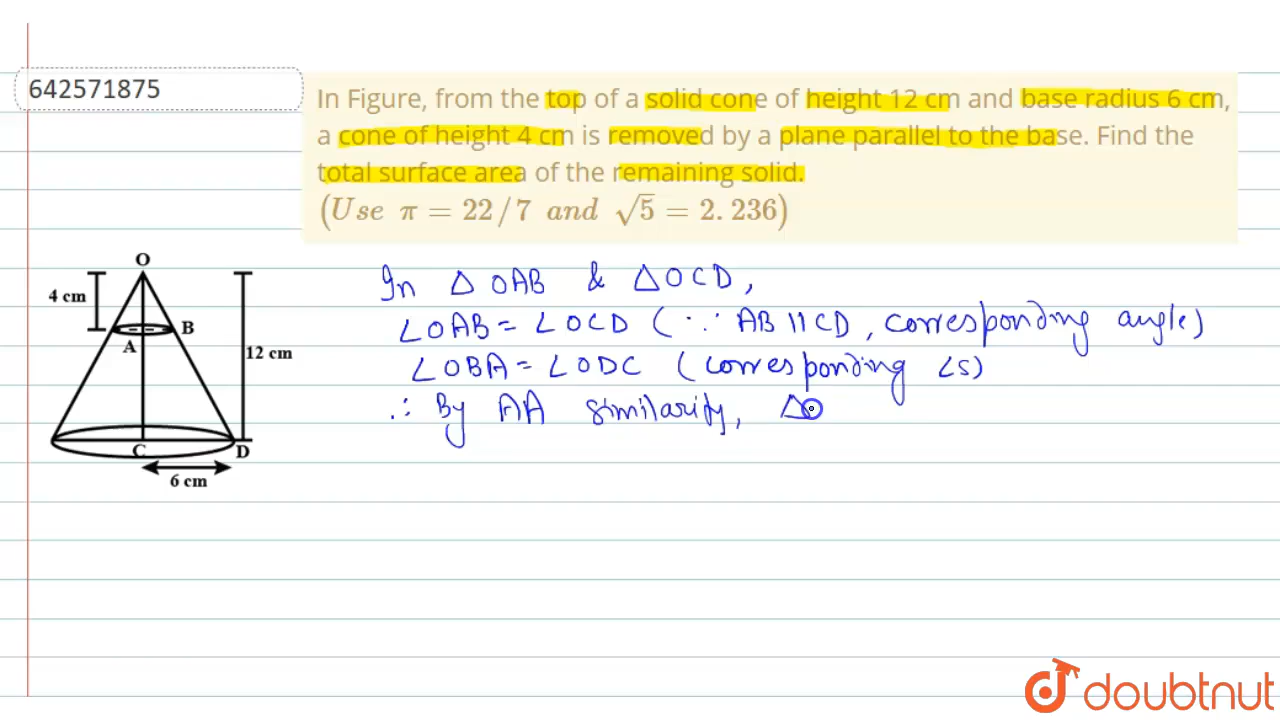 642571875
In Figure, from the top of a solid cone of height 12 cm and base radius 6 cm,
a cone of height 4 cm is removed by a plane parallel to the base. Find the
total surface area of the remaining solid.
(Use π = 22/7 and √5 = 2.236)
O
4 cm
B
A
12 cm
C
D
6 cm
In △OAB & △OCD,
∠OAB = ∠OCD (∵ AB || CD, corresponding angle)
∠OBA = ∠ODC (corresponding ∠s)
∴ By AA similarity, △O
doubtnut